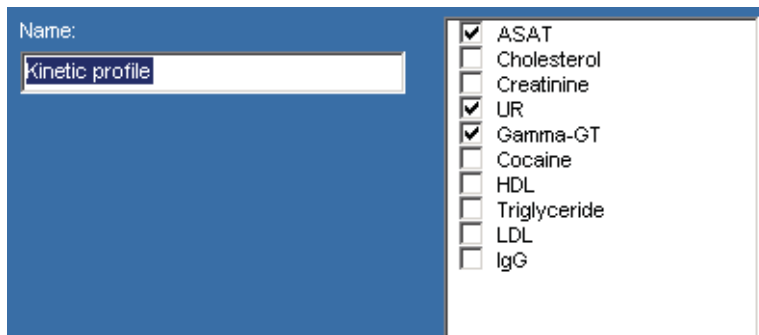 Name:
Kinetic profile
ASAT
Cholesterol
Creatinine
UR
Gamma-GT
Cocaine
HDL
Triglyceride
LDL
IgG